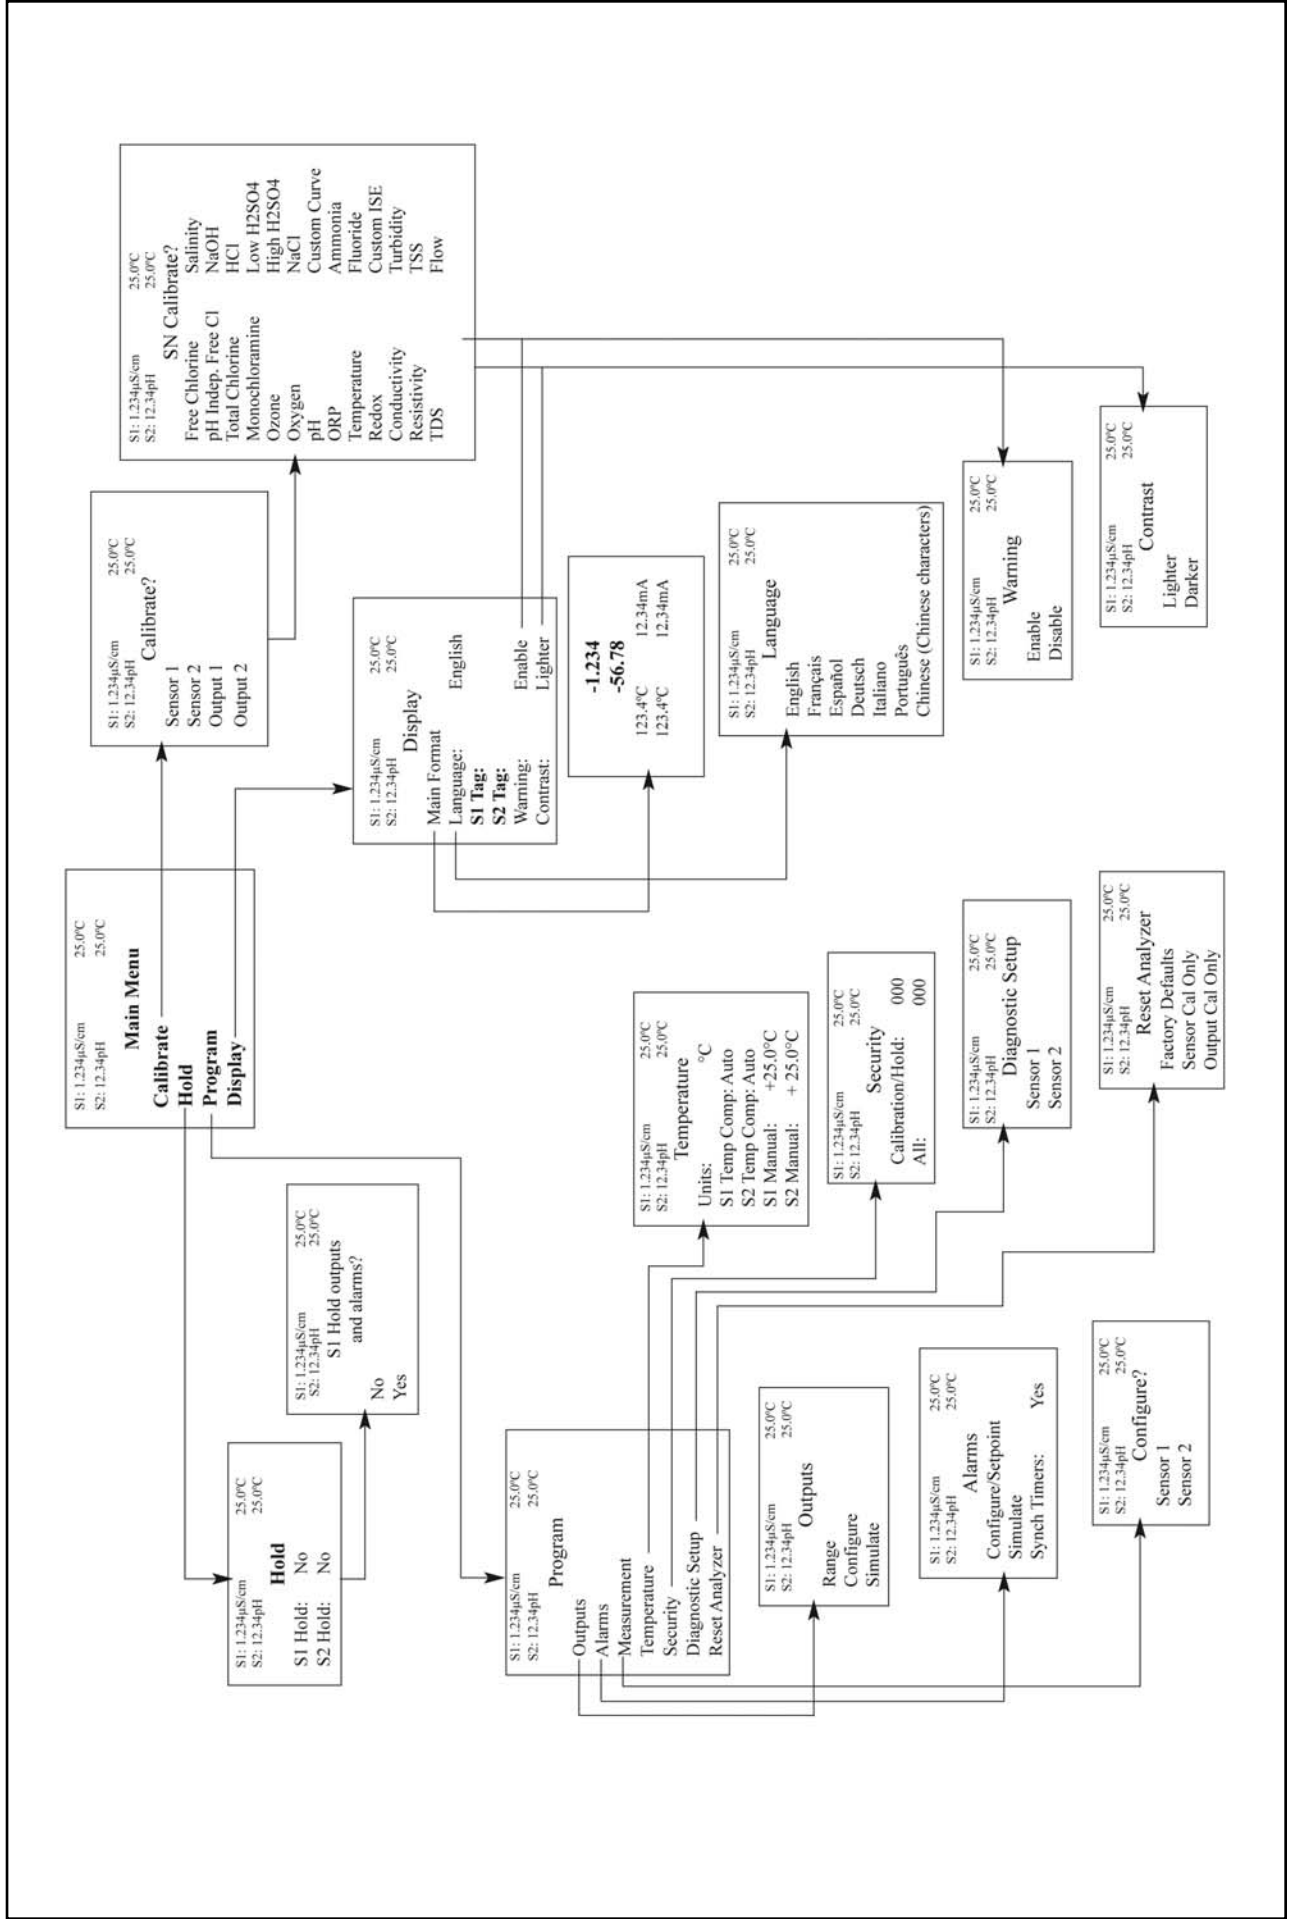 S1: 1.234µS/cm 25.0ºC
S2: 12.34pH 25.0ºC
Main Menu
Calibrate
Hold
Program
Display
S1: 1.234µS/cm 25.0ºC
S2: 12.34pH 25.0ºC
Calibrate?
Sensor 1
Sensor 2
Output 1
Output 2
S1: 1.234µS/cm 25.0ºC
S2: 12.34pH 25.0ºC
SN Calibrate?
Free Chlorine Salinity
pH Indep. Free Cl NaOH
Total Chlorine HCl
Monochloramine Low H2SO4
Ozone High H2SO4
Oxygen NaCl
pH Custom Curve
ORP Ammonia
Temperature Fluoride
Redox Custom ISE
Conductivity Turbidity
Resistivity TSS
TDS Flow
S1: 1.234µS/cm 25.0ºC
S2: 12.34pH 25.0ºC
Hold
S1 Hold: No
S2 Hold: No
S1: 1.234µS/cm 25.0ºC
S2: 12.34pH 25.0ºC
S1 Hold outputs
and alarms?
No
Yes
S1: 1.234µS/cm 25.0ºC
S2: 12.34pH 25.0ºC
Display
Main Format
Language: English
S1 Tag:
S2 Tag:
Warning: Enable
Contrast: Lighter
-1.234
-56.78
123.4ºC 12.34mA
123.4ºC 12.34mA
S1: 1.234µS/cm 25.0ºC
S2: 12.34pH 25.0ºC
Language
English
Français
Español
Deutsch
Italiano
Português
Chinese (Chinese characters)
S1: 1.234µS/cm 25.0ºC
S2: 12.34pH 25.0ºC
Warning
Enable
Disable
S1: 1.234µS/cm 25.0ºC
S2: 12.34pH 25.0ºC
Contrast
Lighter
Darker
S1: 1.234µS/cm 25.0ºC
S2: 12.34pH 25.0ºC
Program
Outputs
Alarms
Measurement
Temperature
Security
Diagnostic Setup
Reset Analyzer
S1: 1.234µS/cm 25.0ºC
S2: 12.34pH 25.0ºC
Temperature
Units: °C
S1 Temp Comp: Auto
S2 Temp Comp: Auto
S1 Manual: +25.0°C
S2 Manual: + 25.0°C
S1: 1.234µS/cm 25.0ºC
S2: 12.34pH 25.0ºC
Security
Calibration/Hold: 000
All: 000
S1: 1.234µS/cm 25.0ºC
S2: 12.34pH 25.0ºC
Diagnostic Setup
Sensor 1
Sensor 2
S1: 1.234µS/cm 25.0ºC
S2: 12.34pH 25.0ºC
Reset Analyzer
Factory Defaults
Sensor Cal Only
Output Cal Only
S1: 1.234µS/cm 25.0ºC
S2: 12.34pH 25.0ºC
Outputs
Range
Configure
Simulate
S1: 1.234µS/cm 25.0ºC
S2: 12.34pH 25.0ºC
Alarms
Configure/Setpoint
Simulate
Synch Timers: Yes
S1: 1.234µS/cm 25.0ºC
S2: 12.34pH 25.0ºC
Configure?
Sensor 1
Sensor 2